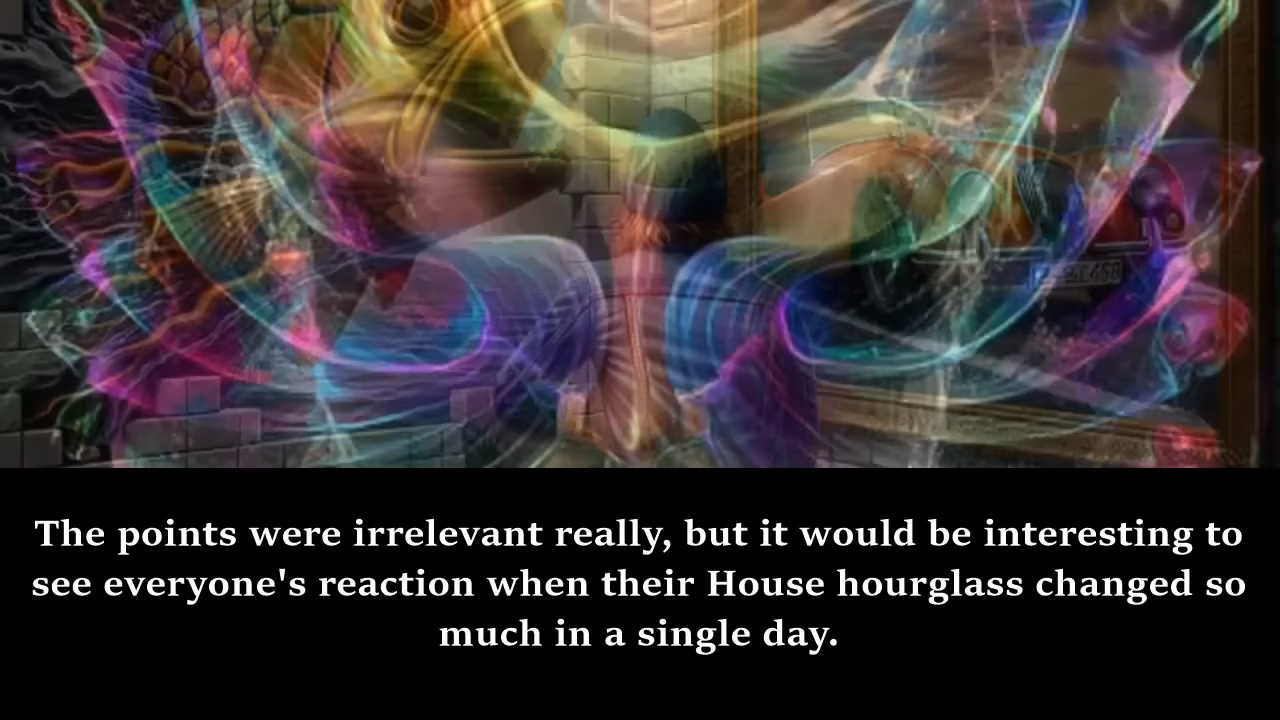 The points were irrelevant really, but it would be interesting to
see everyone's reaction when their House hourglass changed so
much in a single day.